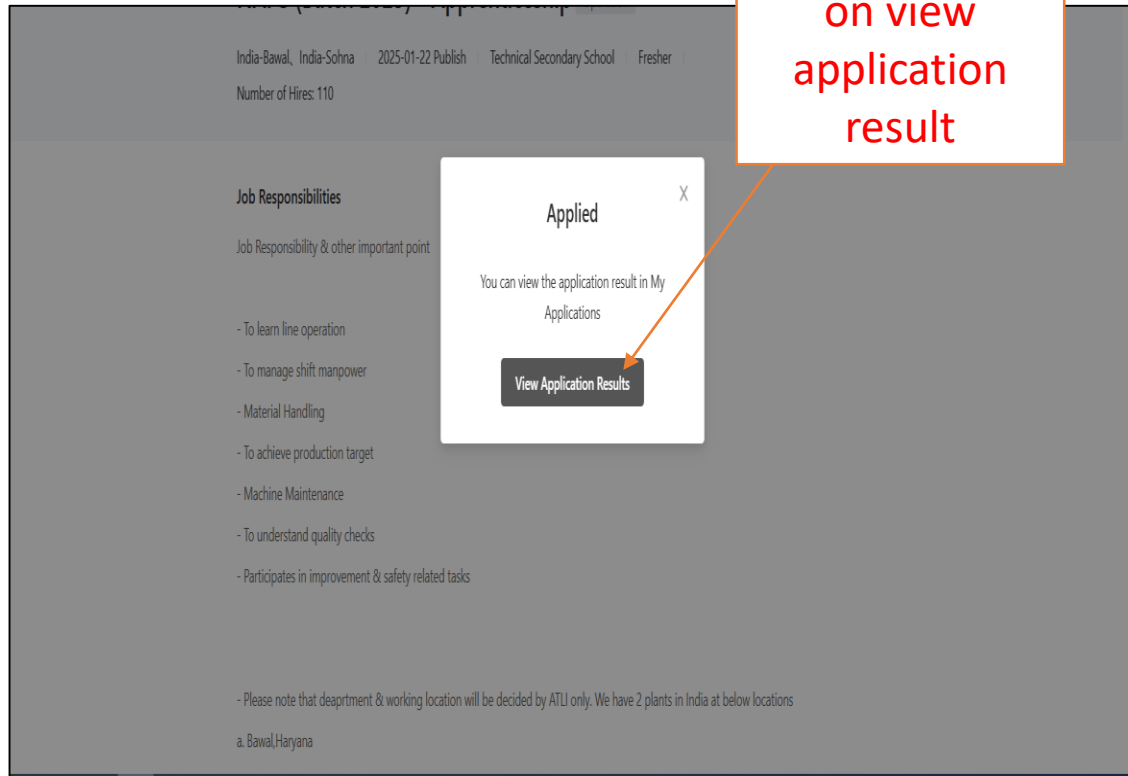 India-Bawal、India-Sohna 2025-01-22 Publish Technical Secondary School Fresher
Number of Hires: 110
on view
application
result
Job Responsibilities
Job Responsibility & other important point
- To learn line operation
- To manage shift manpower
- Material Handling
- To achieve production target
- Machine Maintenance
- To understand quality checks
- Participates in improvement & safety related tasks
- Please note that deaprtment & working location will be decided by ATLI only. We have 2 plants in India at below locations
a. Bawal,Haryana
X
Applied
You can view the application result in My
Applications
View Application Results